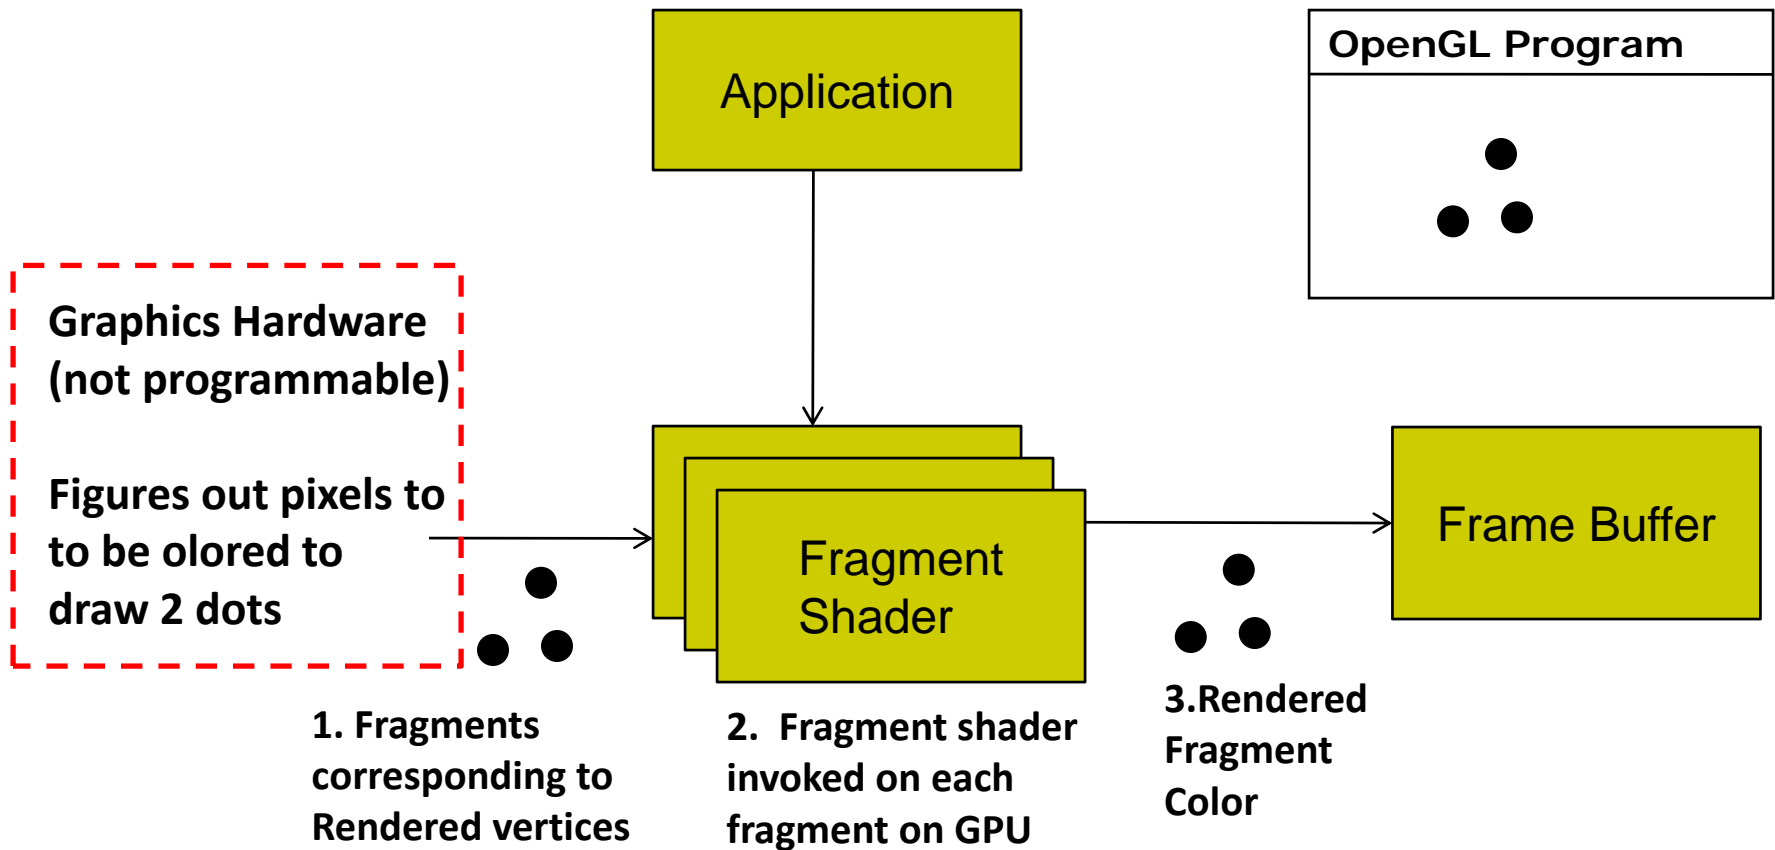 Application
OpenGL Program
Graphics Hardware
(not programmable)
Figures out pixels to
to be olored to
draw 2 dots
Fragment
Shader
Frame Buffer
1. Fragments
corresponding to
Rendered vertices
2.  Fragment shader
invoked on each
fragment on GPU
3.Rendered
Fragment
Color